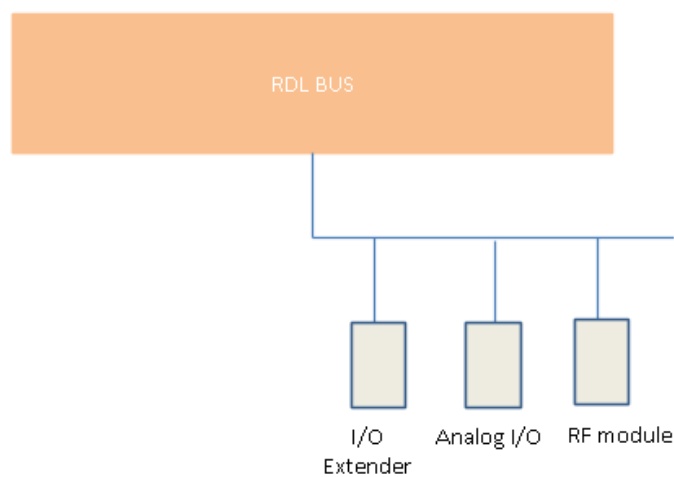 RDL BUS
I/O
Extender
Analog I/O
RF module